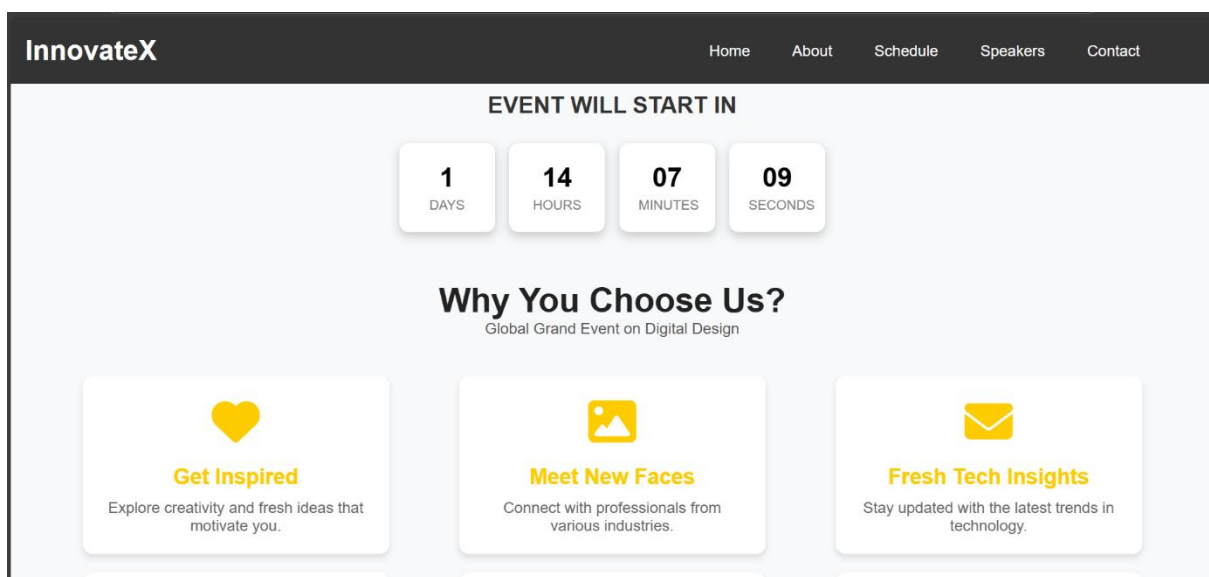 InnovateX
Home About Schedule Speakers Contact
EVENT WILL START IN
1 14 07 09
DAYS HOURS MINUTES SECONDS
Why You Choose Us?
Global Grand Event on Digital Design
Get Inspired
Explore creativity and fresh ideas that
motivate you.
Meet New Faces
Connect with professionals from
various industries.
Fresh Tech Insights
Stay updated with the latest trends in
technology.